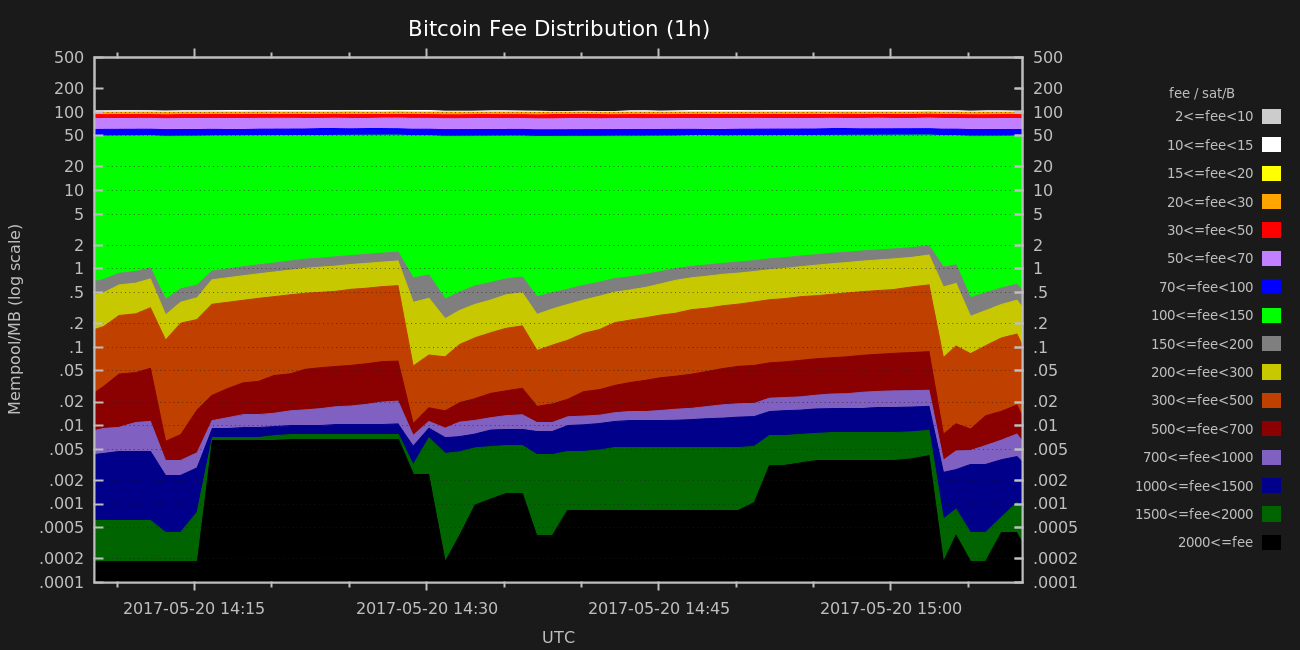 Bitcoin Fee Distribution (1h)
500 500
200 200
100 100
50 50
20 20
10 10
5 5
2 2
1 1
.5 .5
.2 .2
.1 .1
.05 .05
.02 .02
.01 .01
.005 .005
.002 .002
.001 .001
.0005 .0005
.0002 .0002
.0001 .0001
Mempool/MB (log scale)
2017-05-20 14:15 2017-05-20 14:30 2017-05-20 14:45 2017-05-20 15:00
UTC
fee / sat/B
2<=fee<10
10<=fee<15
15<=fee<20
20<=fee<30
30<=fee<50
50<=fee<70
70<=fee<100
100<=fee<150
150<=fee<200
200<=fee<300
300<=fee<500
500<=fee<700
700<=fee<1000
1000<=fee<1500
1500<=fee<2000
2000<=fee